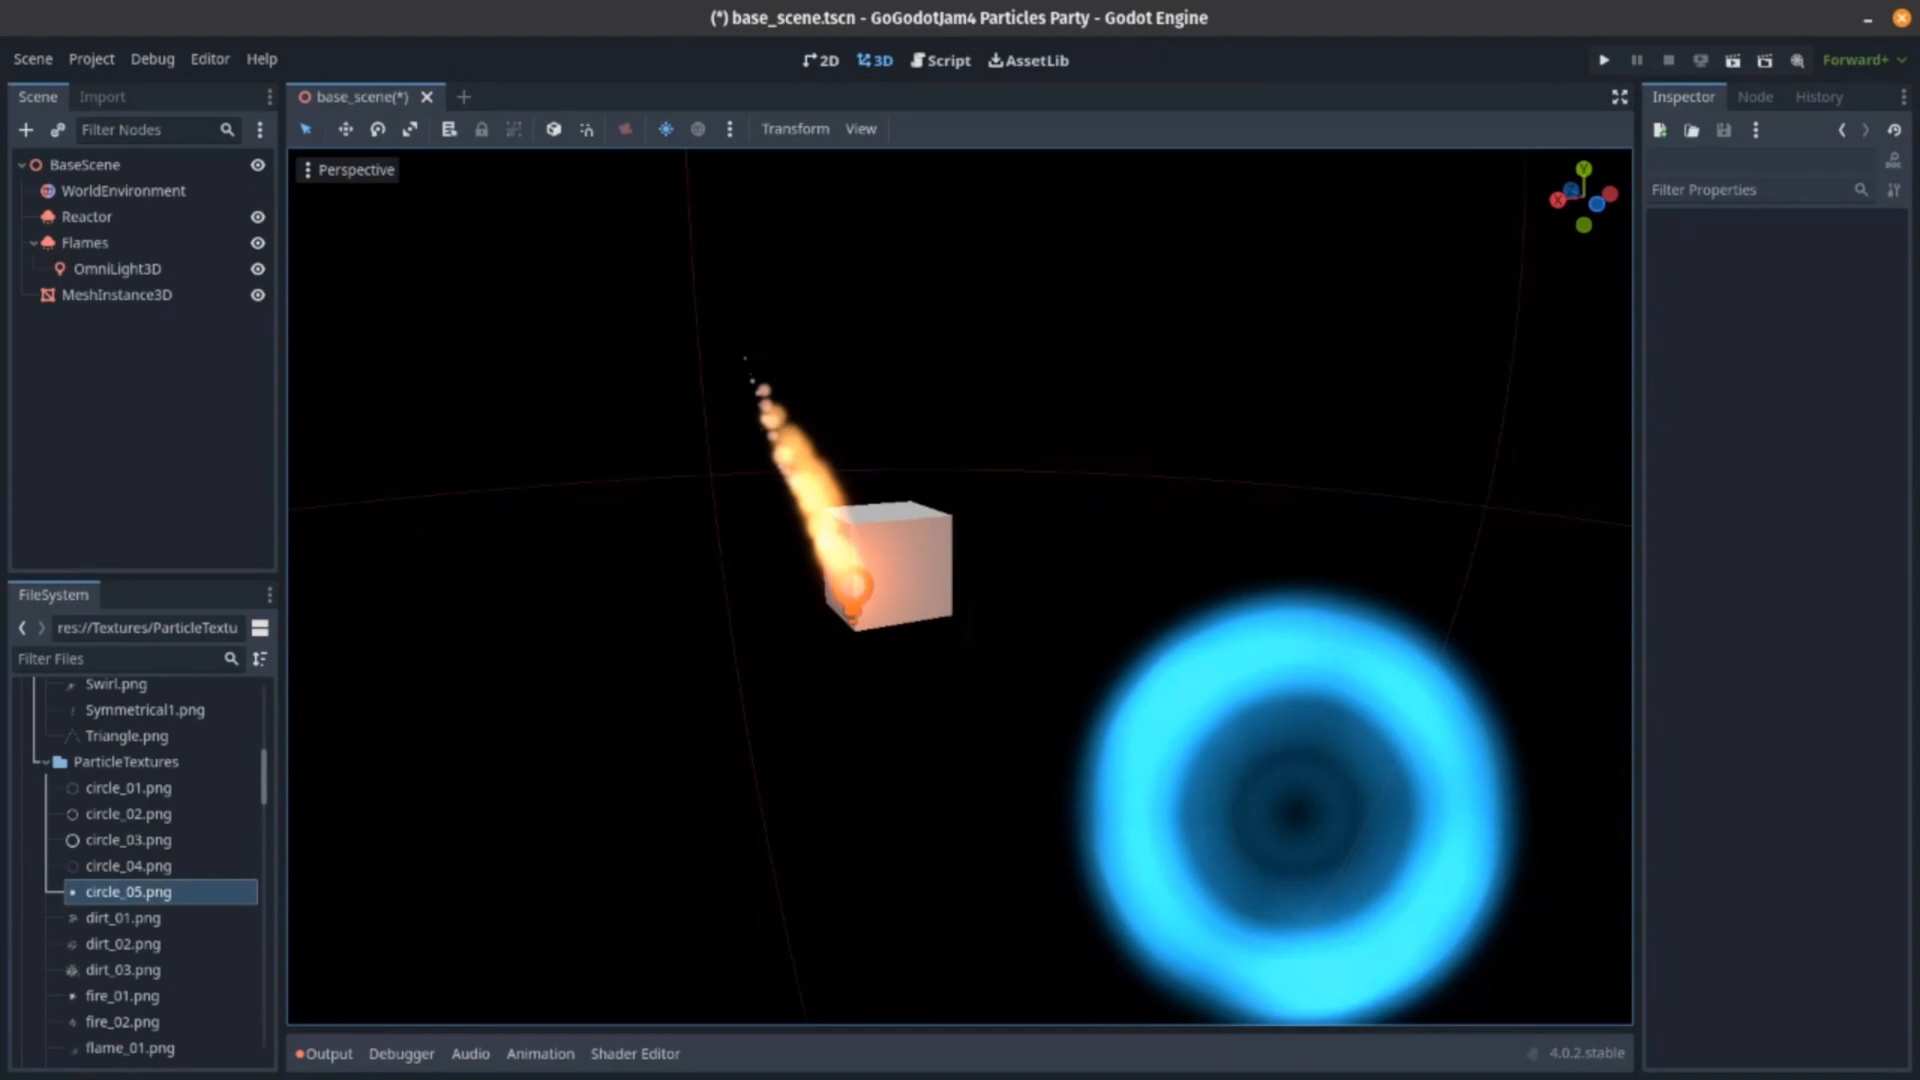 (*) base_scene.tscn - GoGodotJam4 Particles Party - Godot Engine
Scene Project Debug Editor Help
2D 3D Script AssetLib
Forward+
Scene Import
base_scene(*)
Inspector Node History
Filter Nodes
Transform View
BaseScene
WorldEnvironment
Reactor
Flames
OmniLight3D
MeshInstance3D
Perspective
Y
X
Filter Properties
FileSystem
res://Textures/ParticleTextu
Filter Files
Swirl.png
Symmetrical1.png
Triangle.png
ParticleTextures
circle_01.png
circle_02.png
circle_03.png
circle_04.png
circle_05.png
dirt_01.png
dirt_02.png
dirt_03.png
fire_01.png
fire_02.png
flame_01.png
Output Debugger Audio Animation Shader Editor
4.0.2.stable